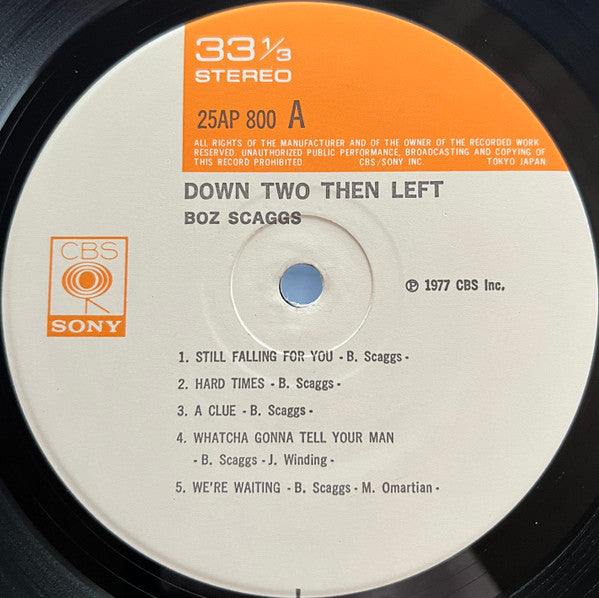 33 1/3
STEREO
25AP 800 A
ALL RIGHTS OF THE MANUFACTURER AND OF THE OWNER OF THE RECORDED WORK
RESERVED. UNAUTHORIZED PUBLIC PERFORMANCE, BROADCASTING AND COPYING OF
THIS RECORD PROHIBITED. CBS/SONY INC. TOKYO JAPAN
DOWN TWO THEN LEFT
BOZ SCAGGS
CBS
SONY
℗ 1977 CBS Inc.
1. STILL FALLING FOR YOU - B. Scaggs -
2. HARD TIMES - B. Scaggs -
3. A CLUE - B. Scaggs -
4. WHATCHA GONNA TELL YOUR MAN
- B. Scaggs - J. Winding -
5. WE'RE WAITING - B. Scaggs - M. Omartian -